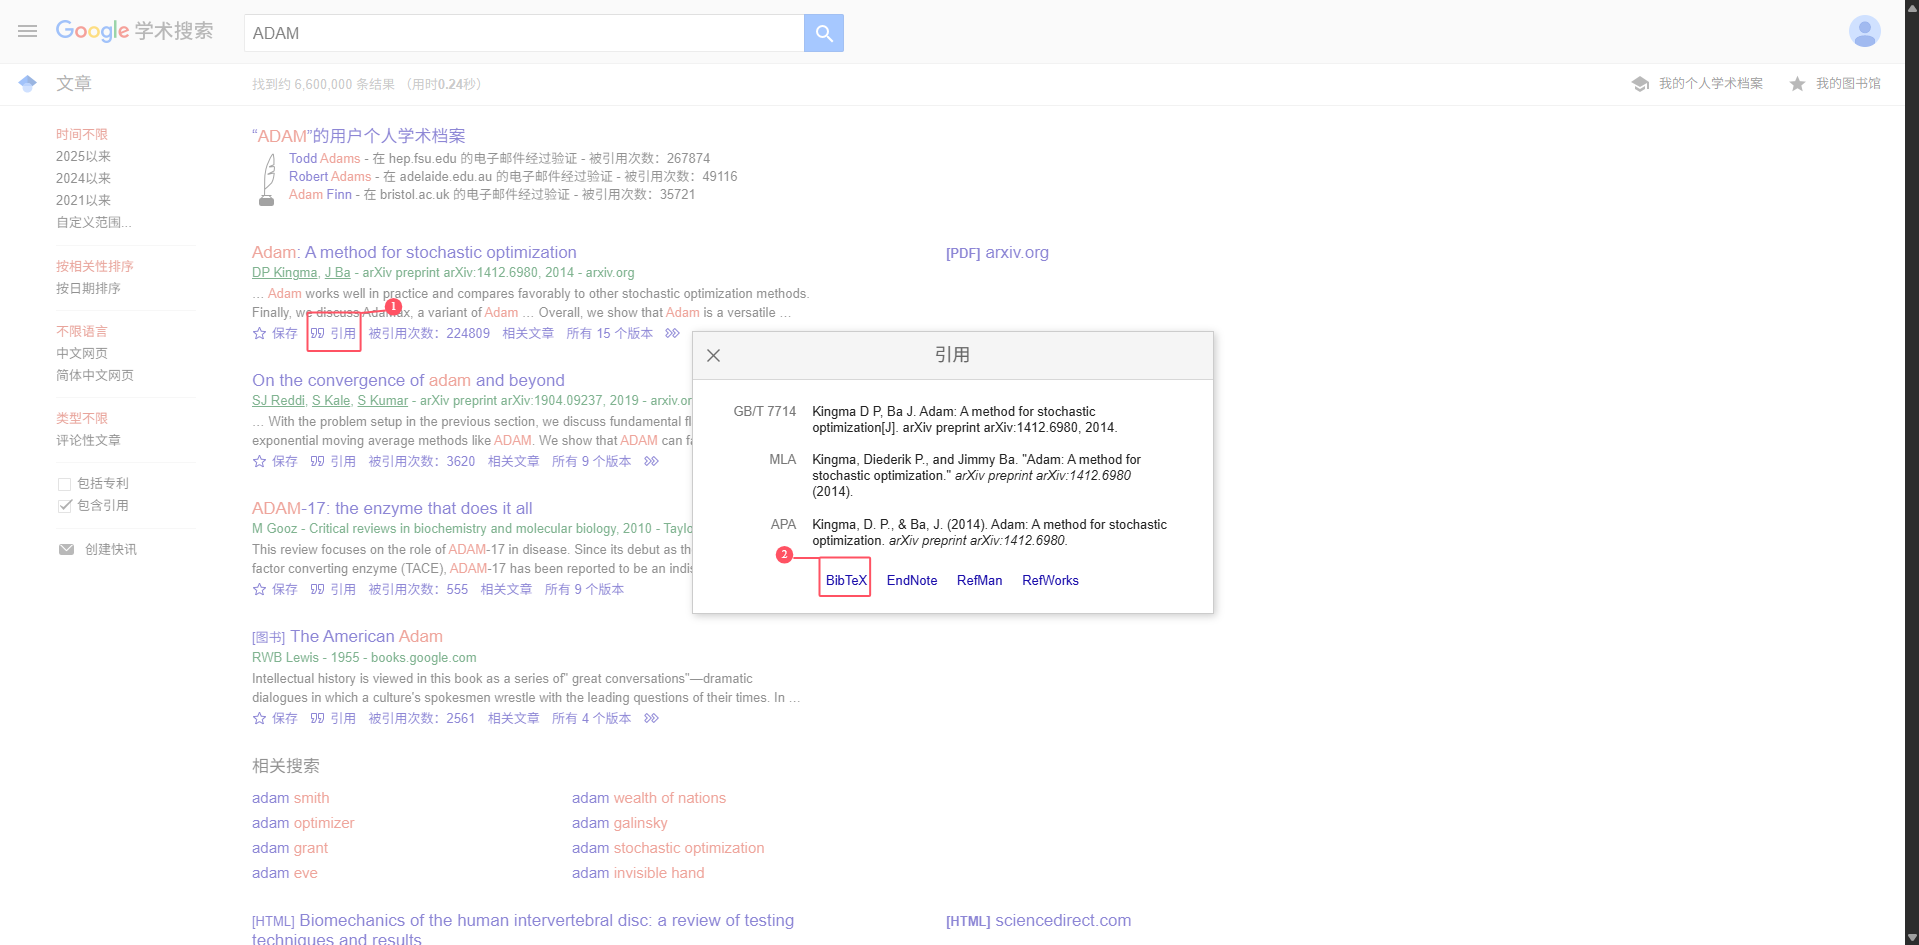 Google 学术搜索
ADAM
文章
找到约 6,600,000 条结果 （用时0.24秒）
我的个人学术档案
我的图书馆
时间不限
2025以来
2024以来
2021以来
自定义范围...
按相关性排序
按日期排序
不限语言
中文网页
简体中文网页
类型不限
评论性文章
包括专利
包含引用
创建快讯
“ADAM”的用户个人学术档案
Todd Adams - 在 hep.fsu.edu 的电子邮件经过验证 - 被引用次数：267874
Robert Adams - 在 adelaide.edu.au 的电子邮件经过验证 - 被引用次数：49116
Adam Finn - 在 bristol.ac.uk 的电子邮件经过验证 - 被引用次数：35721
Adam: A method for stochastic optimization
[PDF] arxiv.org
DP Kingma, J Ba - arXiv preprint arXiv:1412.6980, 2014 - arxiv.org
… Adam works well in practice and compares favorably to other stochastic optimization methods.
Finally, we discuss Adamax, a variant of Adam … Overall, we show that Adam is a versatile …
1
保存 引用 被引用次数：224809 相关文章 所有 15 个版本
On the convergence of adam and beyond
SJ Reddi, S Kale, S Kumar - arXiv preprint arXiv:1904.09237, 2019 - arxiv.or
… With the problem setup in the previous section, we discuss fundamental fl
exponential moving average methods like ADAM. We show that ADAM can fa
保存 引用 被引用次数：3620 相关文章 所有 9 个版本
ADAM-17: the enzyme that does it all
M Gooz - Critical reviews in biochemistry and molecular biology, 2010 - Taylo
This review focuses on the role of ADAM-17 in disease. Since its debut as th
factor converting enzyme (TACE), ADAM-17 has been reported to be an indis
保存 引用 被引用次数：555 相关文章 所有 9 个版本
[图书] The American Adam
RWB Lewis - 1955 - books.google.com
Intellectual history is viewed in this book as a series of" great conversations"—dramatic
dialogues in which a culture's spokesmen wrestle with the leading questions of their times. In …
保存 引用 被引用次数：2561 相关文章 所有 4 个版本
相关搜索
adam smith
adam wealth of nations
adam optimizer
adam galinsky
adam grant
adam stochastic optimization
adam eve
adam invisible hand
[HTML] Biomechanics of the human intervertebral disc: a review of testing
techniques and results
[HTML] sciencedirect.com
引用
GB/T 7714
Kingma D P, Ba J. Adam: A method for stochastic
optimization[J]. arXiv preprint arXiv:1412.6980, 2014.
MLA
Kingma, Diederik P., and Jimmy Ba. "Adam: A method for
stochastic optimization." arXiv preprint arXiv:1412.6980
(2014).
APA
Kingma, D. P., & Ba, J. (2014). Adam: A method for stochastic
optimization. arXiv preprint arXiv:1412.6980.
2
BibTeX EndNote RefMan RefWorks